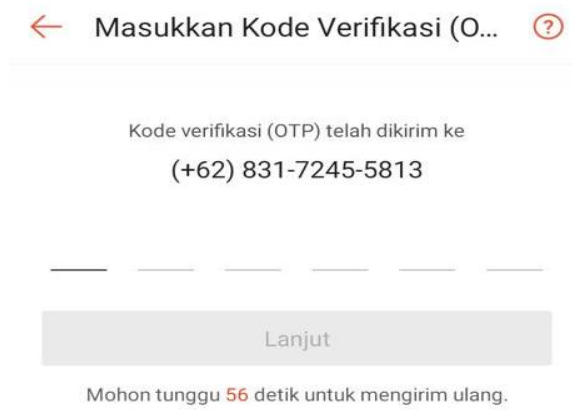 Masukkan Kode Verifikasi (O...
Kode verifikasi (OTP) telah dikirim ke
(+62) 831-7245-5813
Lanjut
Mohon tunggu 56 detik untuk mengirim ulang.